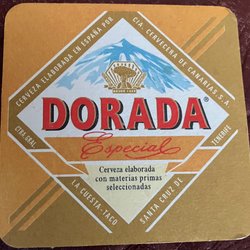 CERVEZA ELABORADA EN ESPAÑA POR
CIA. CERVECERA DE CANARIAS S.A.
DORADA®
Especial
Cerveza elaborada
con materias primas
seleccionadas
CTRA.GRAL
LA CUESTA-TACO
SANTA CRUZ DE
TENERIFE